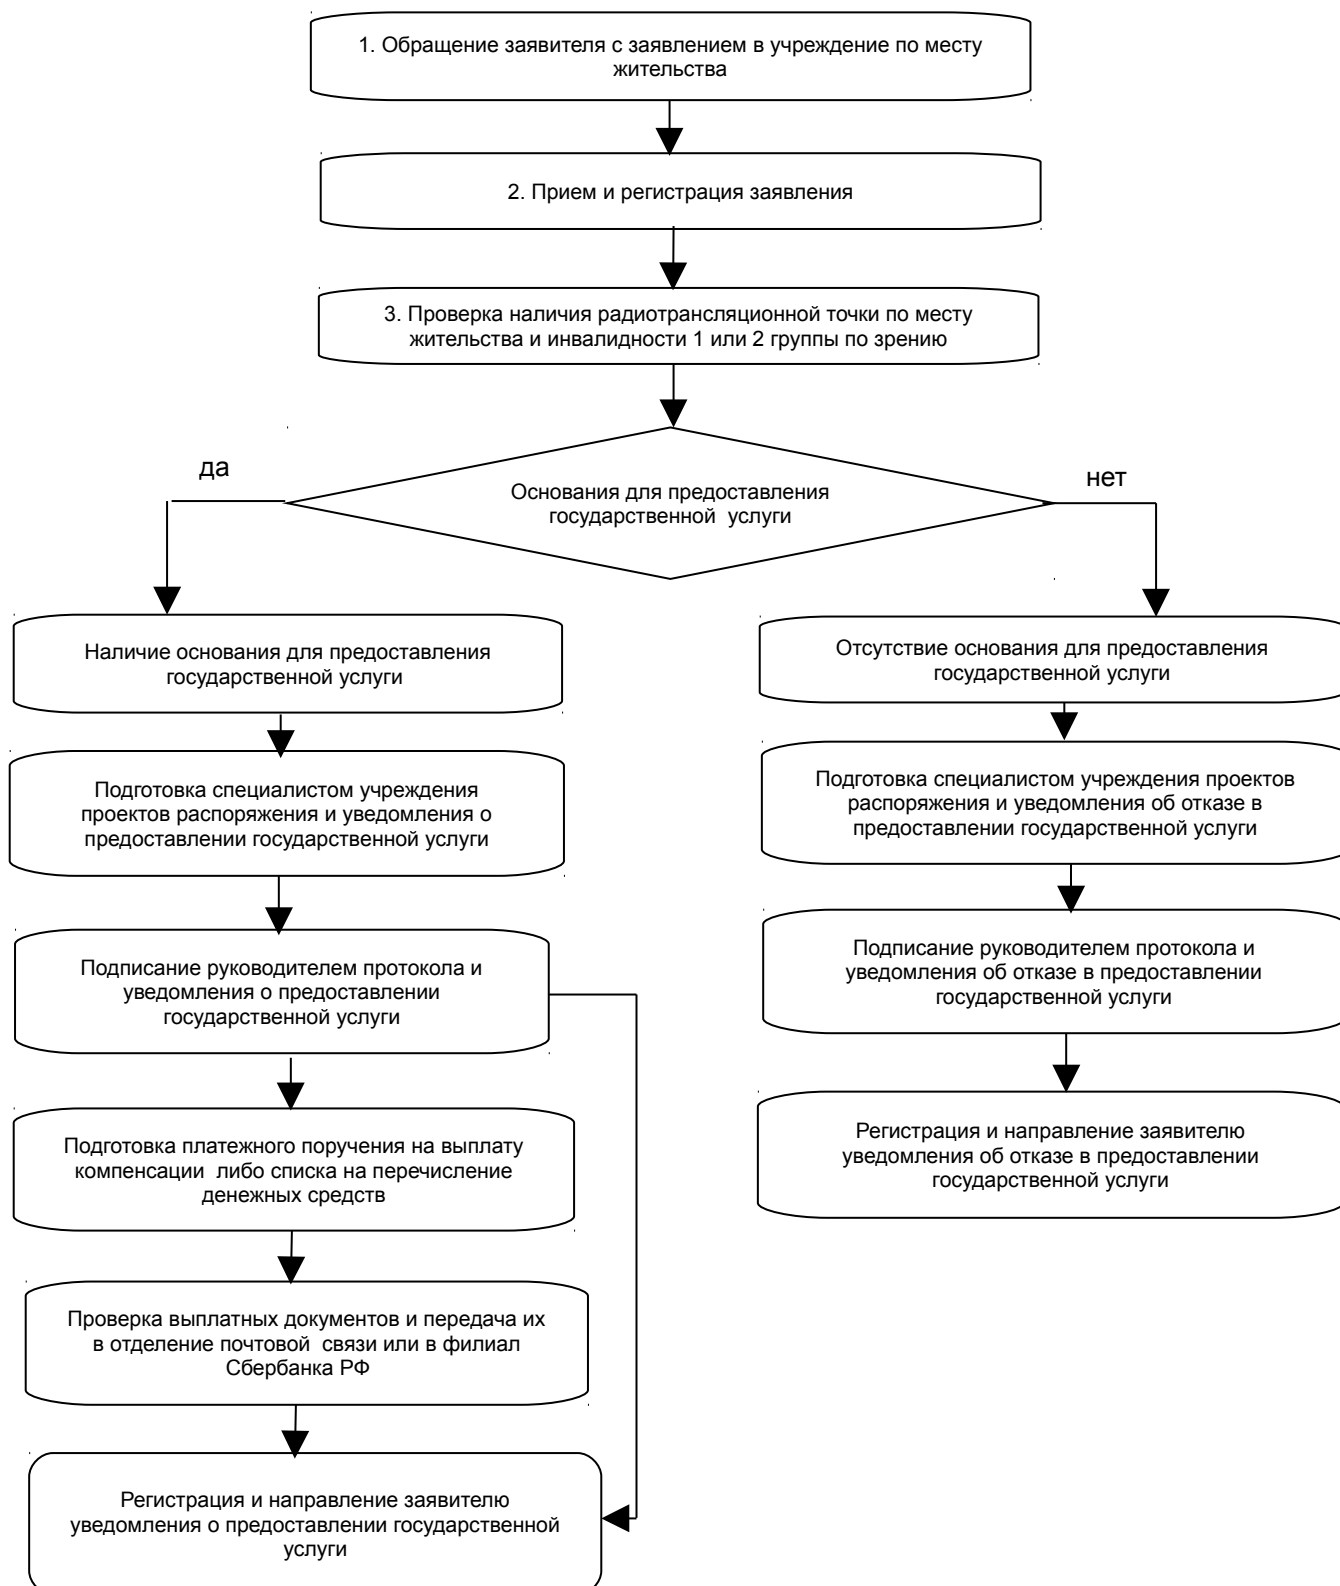 1. Обращение заявителя с заявлением в учреждение по месту
жительства
2. Прием и регистрация заявления
3. Проверка наличия радиотрансляционной точки по месту
жительства и инвалидности 1 или 2 группы по зрению
да
нет
Основания для предоставления
государственной услуги
Наличие основания для предоставления
государственной услуги
Отсутствие основания для предоставления
государственной услуги
Подготовка специалистом учреждения
проектов распоряжения и уведомления о
предоставлении государственной услуги
Подготовка специалистом учреждения проектов
распоряжения и уведомления об отказе в
предоставлении государственной услуги
Подписание руководителем протокола и
уведомления о предоставлении
государственной услуги
Подписание руководителем протокола и
уведомления об отказе в предоставлении
государственной услуги
Подготовка платежного поручения на выплату
компенсации либо списка на перечисление
денежных средств
Регистрация и направление заявителю
уведомления об отказе в предоставлении
государственной услуги
Проверка выплатных документов и передача их
в отделение почтовой связи или в филиал
Сбербанка РФ
Регистрация и направление заявителю
уведомления о предоставлении государственной
услуги